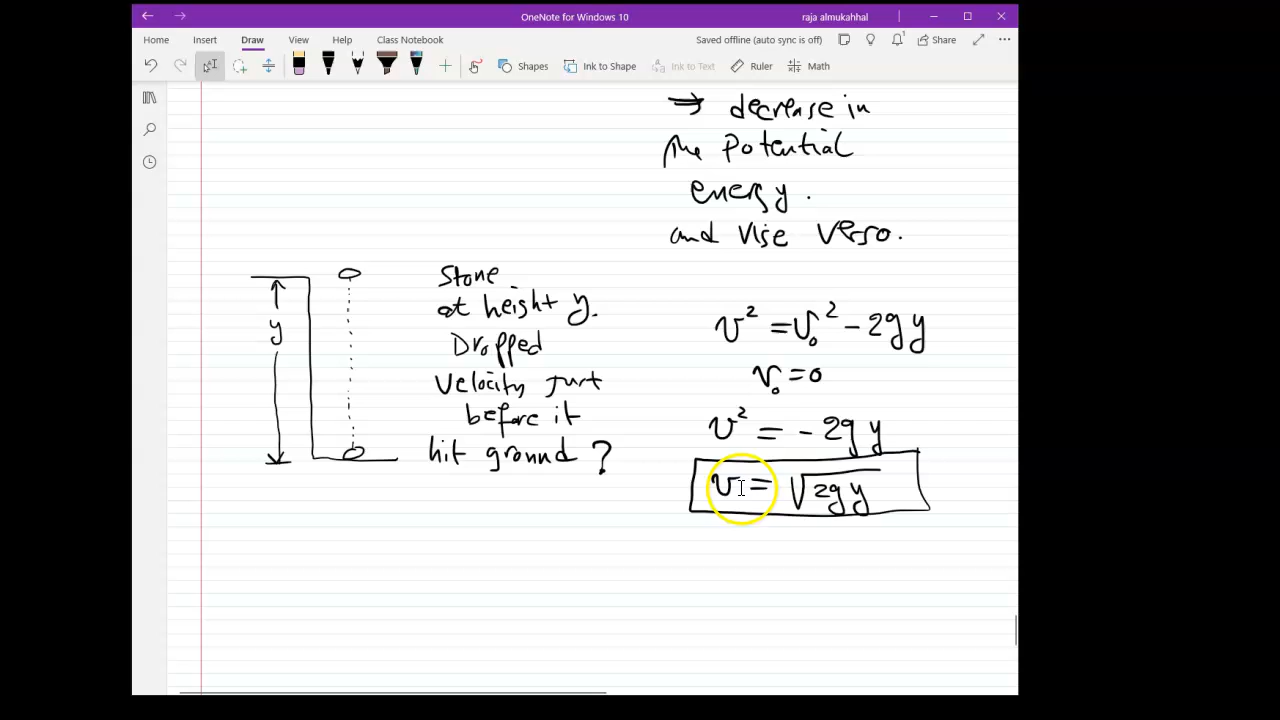 OneNote for Windows 10
raja almukahhal
Home Insert Draw View Help Class Notebook
Saved offline (auto sync is off)
Share
Shapes
Ink to Shape
Ink to Text
Ruler
Math
→ decrease in
the potential
energy.
and vise verso.
Stone
at height y.
Dropped
velocity just
before it
hit ground?
y
v² = v₀² - 2gy
v₀ = 0
v² = - 2gy
v = √2gy